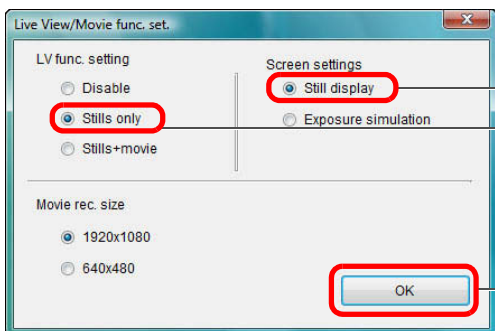 Live View/Movie func. set.
LV func. setting
Disable
Stills only
Stills+movie
Screen settings
Still display
Exposure simulation
Movie rec. size
1920x1080
640x480
OK